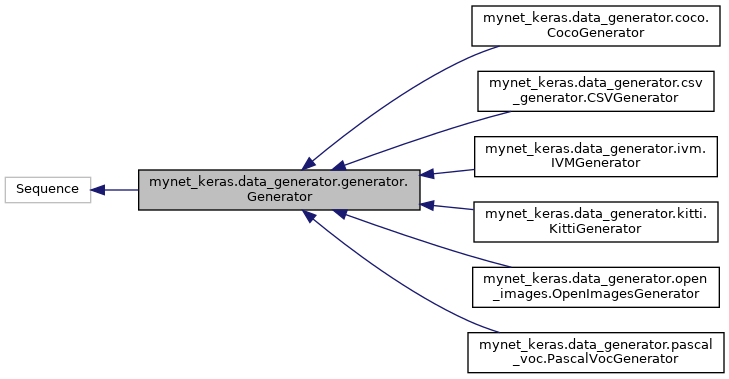 mynet_keras.data_generator.coco.
CocoGenerator
mynet_keras.data_generator.csv
_generator.CSVGenerator
mynet_keras.data_generator.ivm.
IVMGenerator
Sequence
mynet_keras.data_generator.generator.
Generator
mynet_keras.data_generator.kitti.
KittiGenerator
mynet_keras.data_generator.open
_images.OpenImagesGenerator
mynet_keras.data_generator.pascal
_voc.PascalVocGenerator